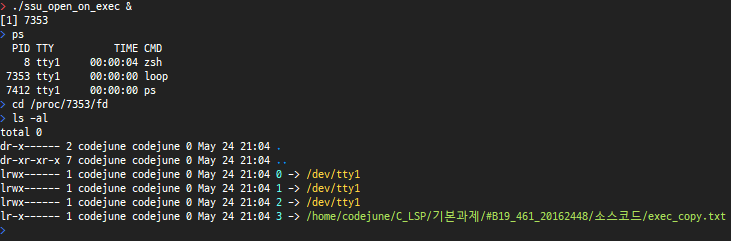 > ./ssu_open_on_exec &
[1] 7353
> ps
  PID TTY          TIME CMD
    8 tty1     00:00:04 zsh
 7353 tty1     00:00:00 loop
 7412 tty1     00:00:00 ps
> cd /proc/7353/fd
> ls -al
total 0
dr-x------ 2 codejune codejune 0 May 24 21:04 .
dr-xr-xr-x 7 codejune codejune 0 May 24 21:04 ..
lrwx------ 1 codejune codejune 0 May 24 21:04 0 -> /dev/tty1
lrwx------ 1 codejune codejune 0 May 24 21:04 1 -> /dev/tty1
lrwx------ 1 codejune codejune 0 May 24 21:04 2 -> /dev/tty1
lr-x------ 1 codejune codejune 0 May 24 21:04 3 -> /home/codejune/C_LSP/기본과제/#B19_461_20162448/소스코드/exec_copy.txt
>